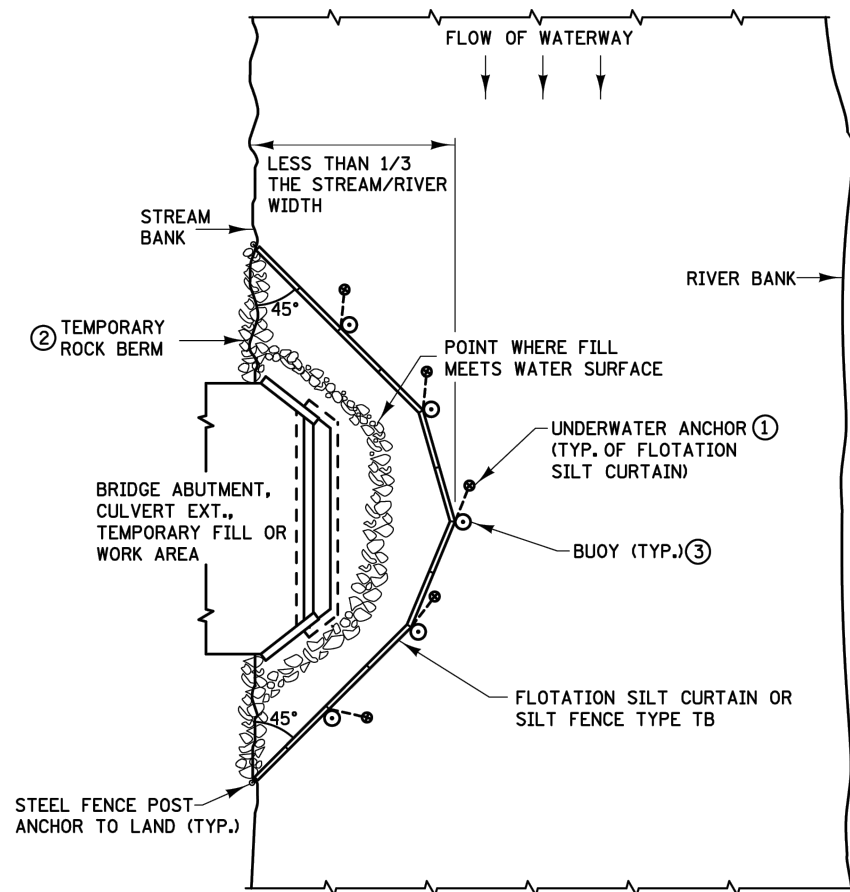 FLOW OF WATERWAY
LESS THAN 1/3
THE STREAM/RIVER
WIDTH
STREAM
BANK
RIVER BANK
45°
② TEMPORARY
ROCK BERM
POINT WHERE FILL
MEETS WATER SURFACE
UNDERWATER ANCHOR ①
(TYP. OF FLOTATION
SILT CURTAIN)
BRIDGE ABUTMENT,
CULVERT EXT.,
TEMPORARY FILL OR
WORK AREA
BUOY (TYP.) ③
FLOTATION SILT CURTAIN OR
SILT FENCE TYPE TB
45°
STEEL FENCE POST
ANCHOR TO LAND (TYP.)